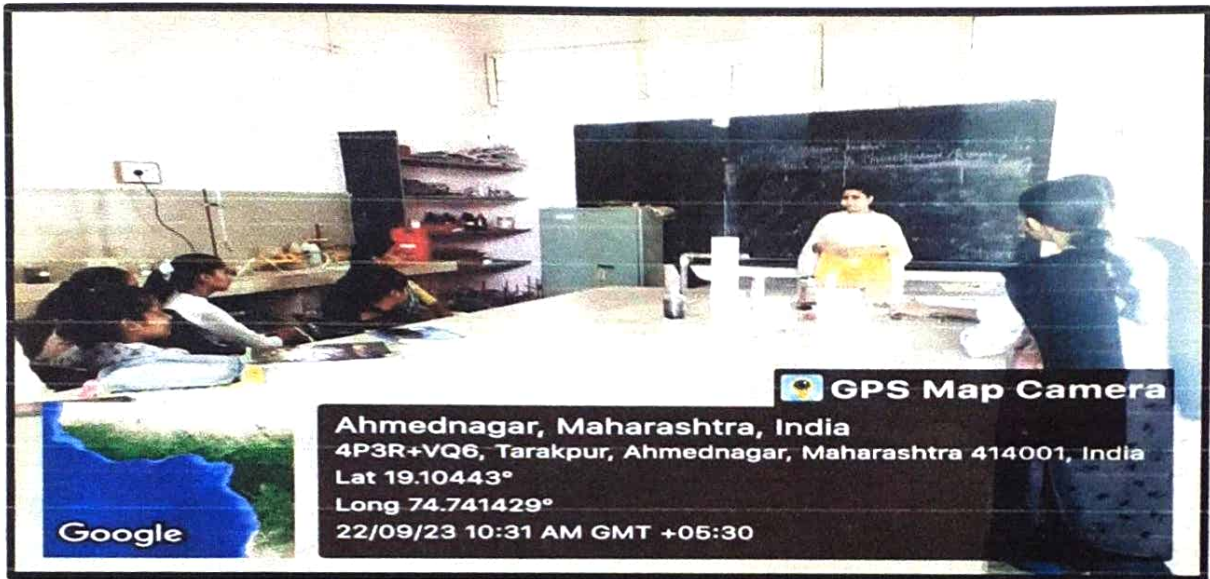 GPS Map Camera
Ahmednagar, Maharashtra, India
4P3R+VQ6, Tarakpur, Ahmednagar, Maharashtra 414001, India
Lat 19.10443°
Long 74.741429°
22/09/23 10:31 AM GMT +05:30
Google